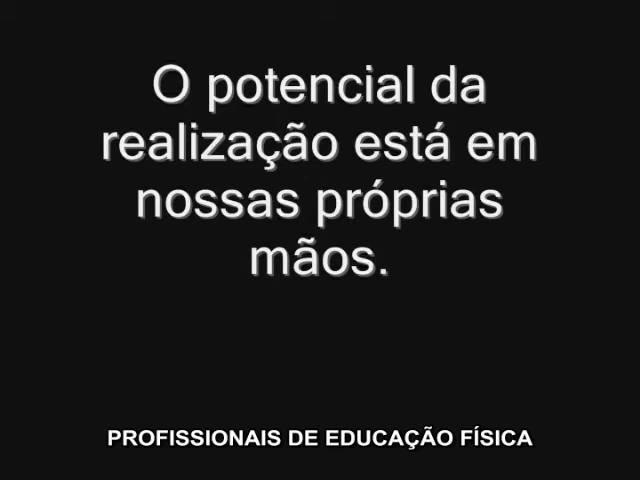 O potencial da
realização está em
nossas próprias
mãos.
PROFISSIONAIS DE EDUCAÇÃO FÍSICA